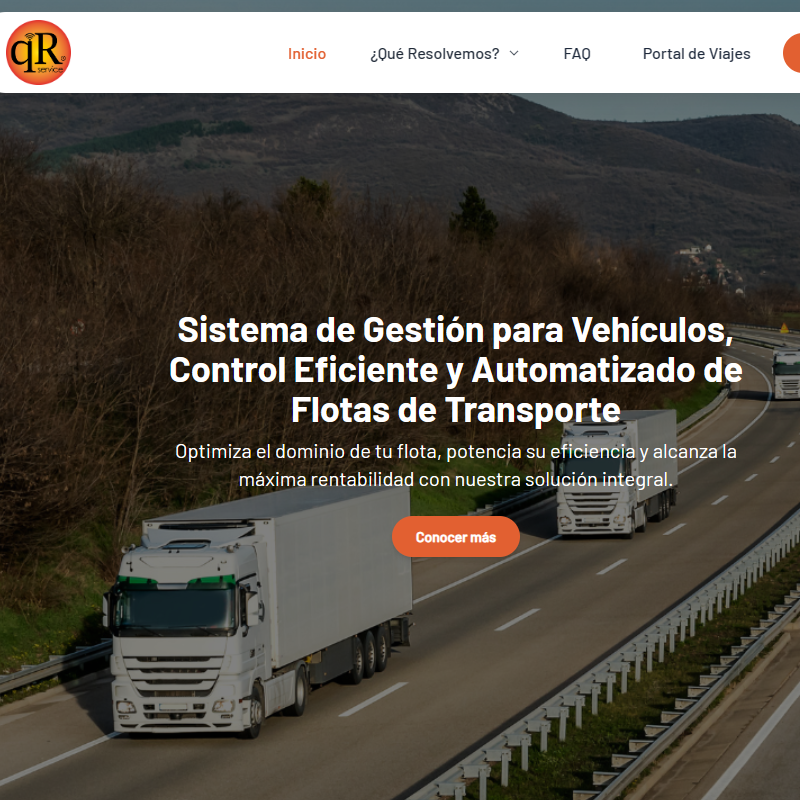 qR®
service
Inicio
¿Qué Resolvemos?
FAQ
Portal de Viajes
Sistema de Gestión para Vehículos,
Control Eficiente y Automatizado de
Flotas de Transporte
Optimiza el dominio de tu flota, potencia su eficiencia y alcanza la
máxima rentabilidad con nuestra solución integral.
Conocer más